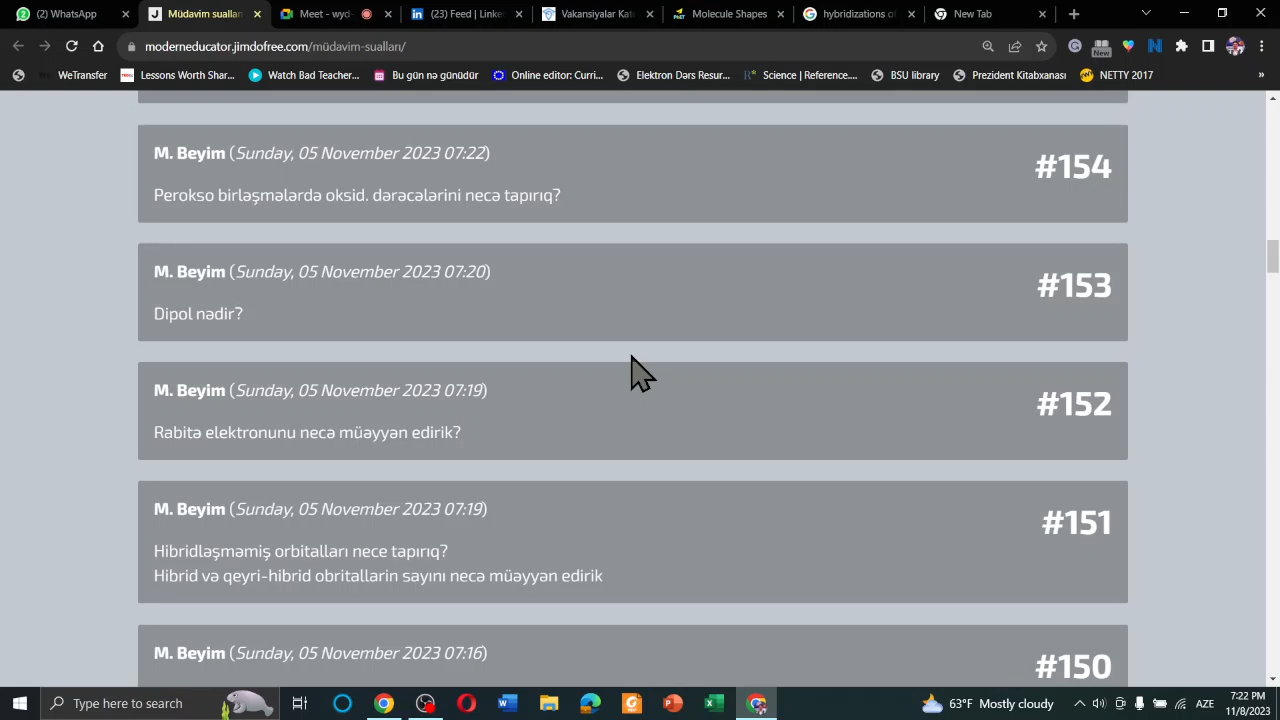 (2) WhatsApp
Müdavim sualları
Meet - wyd-
(23) Feed | Linke
Vakansiyalar Kat
Molecule Shapes
hybridizations of
New Tab
moderneducator.jimdofree.com/müdavim-sualları/
New
WeTransfer
Lessons Worth Shar...
Watch Bad Teacher...
Bu gün nə günüdür
Online editor: Curri...
Elektron Dərs Resur...
Science | Reference....
BSU library
Prezident Kitabxanası
NETTY 2017
»
M. Beyim (Sunday, 05 November 2023 07:22)
#154
Perokso birləşmələrdə oksid. dərəcələrini necə tapırıq?
M. Beyim (Sunday, 05 November 2023 07:20)
#153
Dipol nədir?
M. Beyim (Sunday, 05 November 2023 07:19)
#152
Rabitə elektronunu necə müəyyən edirik?
M. Beyim (Sunday, 05 November 2023 07:19)
#151
Hibridləşməmiş orbitalları nece tapırıq?
Hibrid və qeyri-hibrid obritallarin sayını necə müəyyən edirik
M. Beyim (Sunday, 05 November 2023 07:16)
#150
Type here to search
63°F Mostly cloudy
AZE
7:22 PM
11/8/2023